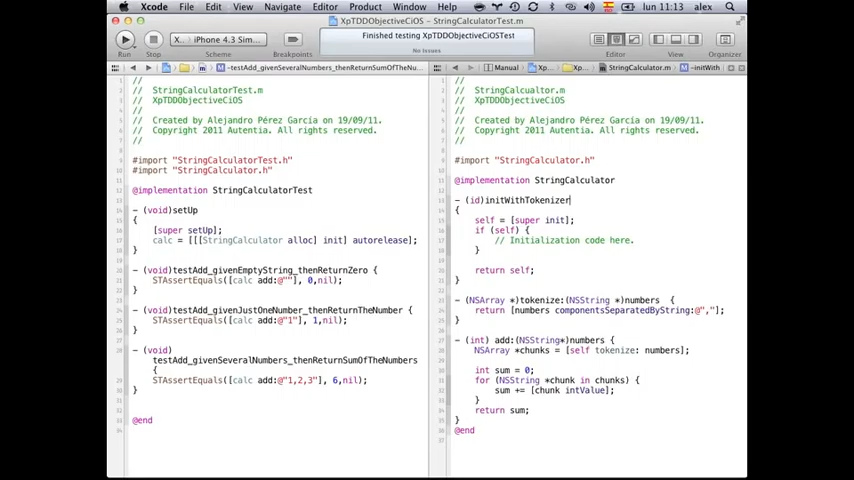 Xcode File Edit View Navigate Editor Product Window Help lun 11:13 alex
XpTDDObjectiveCiOS – StringCalculatorTest.m
X... iPhone 4.3 Sim...
Finished testing XpTDDObjectiveCiOSTest
No Issues
Run Stop Scheme Breakpoints Editor View Organizer
-testAdd_givenSeveralNumbers_thenReturnSumOfTheNu...
//
// StringCalculatorTest.m
// XpTDDObjectiveCiOS
//
// Created by Alejandro Pérez García on 19/09/11.
// Copyright 2011 Autentia. All rights reserved.
//
#import "StringCalculatorTest.h"
#import "StringCalculator.h"
@implementation StringCalculatorTest
- (void)setUp
{
[super setUp];
calc = [[[StringCalculator alloc] init] autorelease];
}
- (void)testAdd_givenEmptyString_thenReturnZero {
STAssertEquals([calc add:@""], 0,nil);
}
- (void)testAdd_givenJustOneNumber_thenReturnTheNumber {
STAssertEquals([calc add:@"1"], 1,nil);
}
- (void)
testAdd_givenSeveralNumbers_thenReturnSumOfTheNumbers
{
STAssertEquals([calc add:@"1,2,3"], 6,nil);
}
@end
Manual Xp... Xp... StringCalculator.m -initWith
//
// StringCalcualtor.m
// XpTDDObjectiveCiOS
//
// Created by Alejandro Pérez García on 19/09/11.
// Copyright 2011 Autentia. All rights reserved.
//
#import "StringCalculator.h"
@implementation StringCalculator
- (id)initWithTokenizer
{
self = [super init];
if (self) {
// Initialization code here.
}
return self;
}
- (NSArray *)tokenize:(NSString *)numbers {
return [numbers componentsSeparatedByString:@","];
}
- (int) add:(NSString*)numbers {
NSArray *chunks = [self tokenize: numbers];
int sum = 0;
for (NSString *chunk in chunks) {
sum += [chunk intValue];
}
return sum;
}
@end